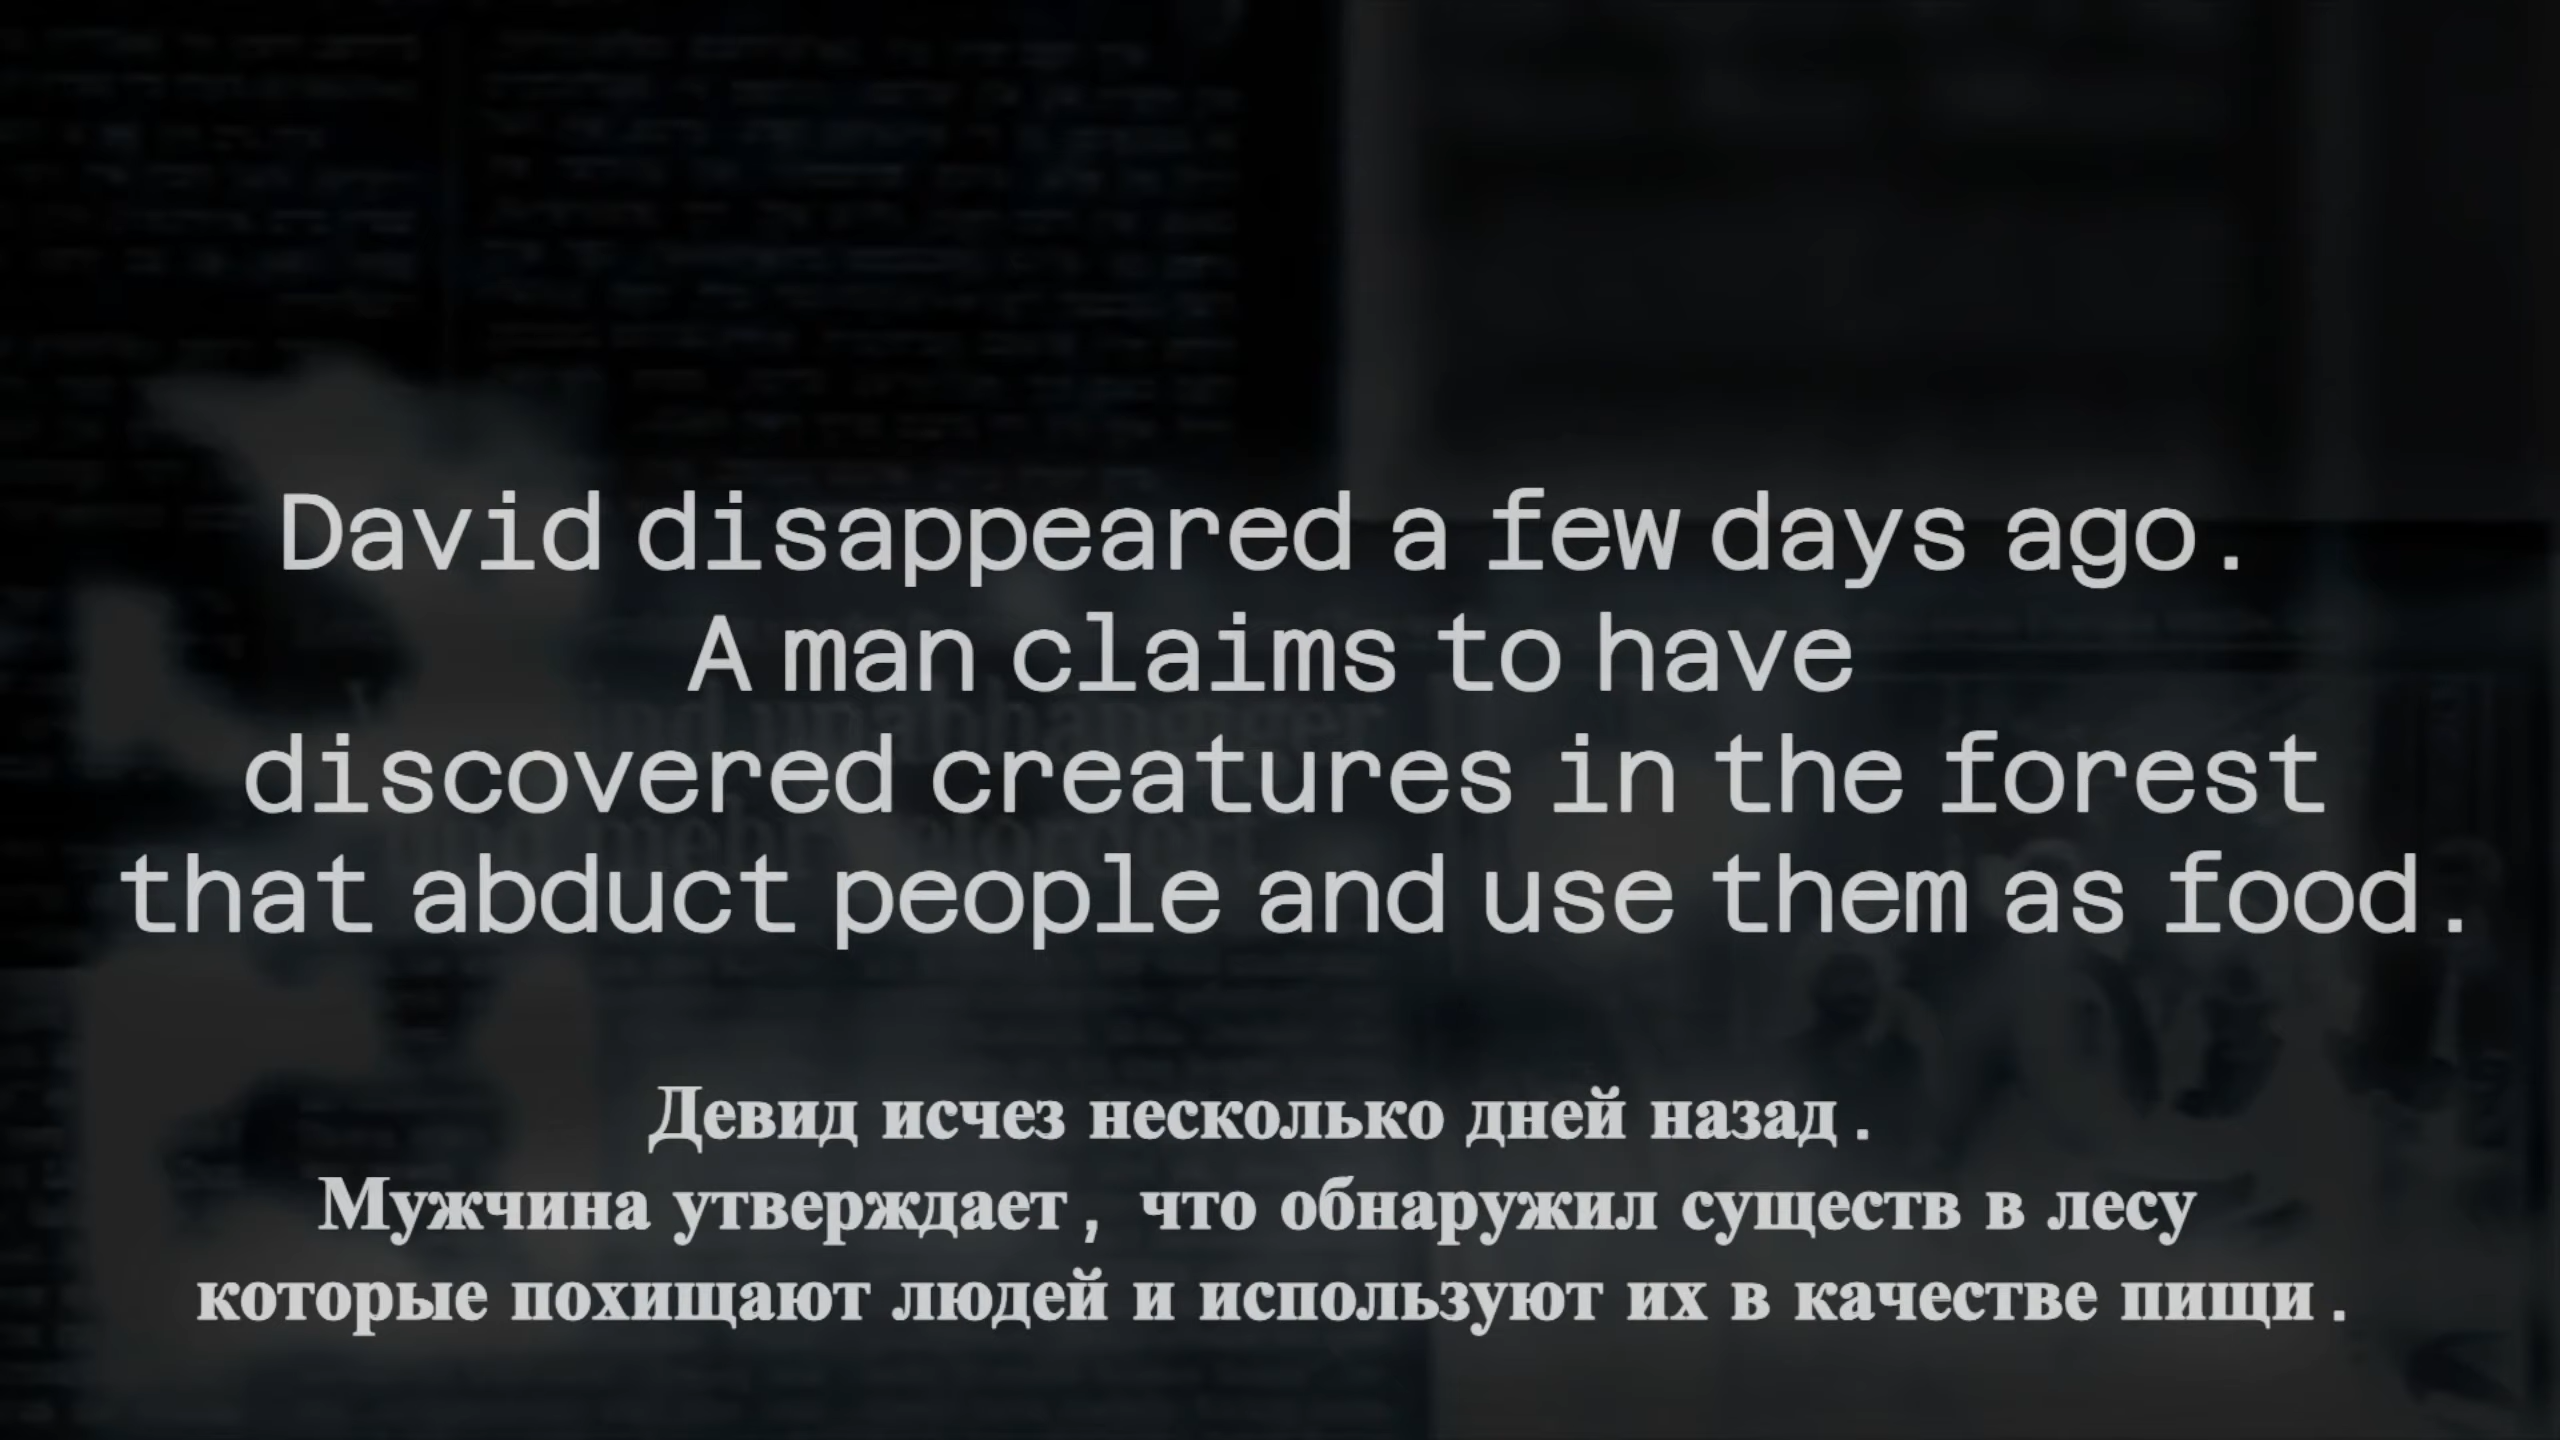 David disappeared a few days ago.
A man claims to have
discovered creatures in the forest
that abduct people and use them as food.
Девид исчез несколько дней назад.
Мужчина утверждает, что обнаружил существ в лесу
которые похищают людей и используют их в качестве пищи.